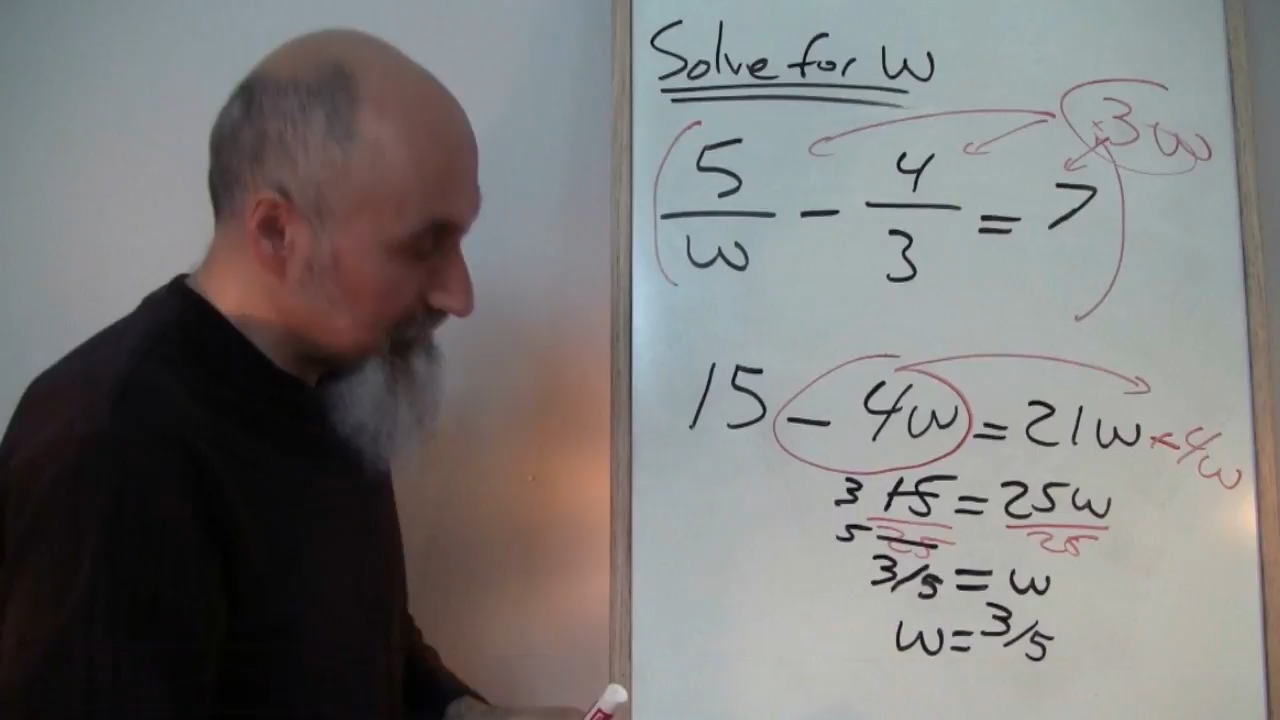 Solve for w
5/w - 4/3 = 7 ·3w
15 - 4w = 21w + 4w
3 15 = 25w
5 25 25
3/5 = w
w = 3/5